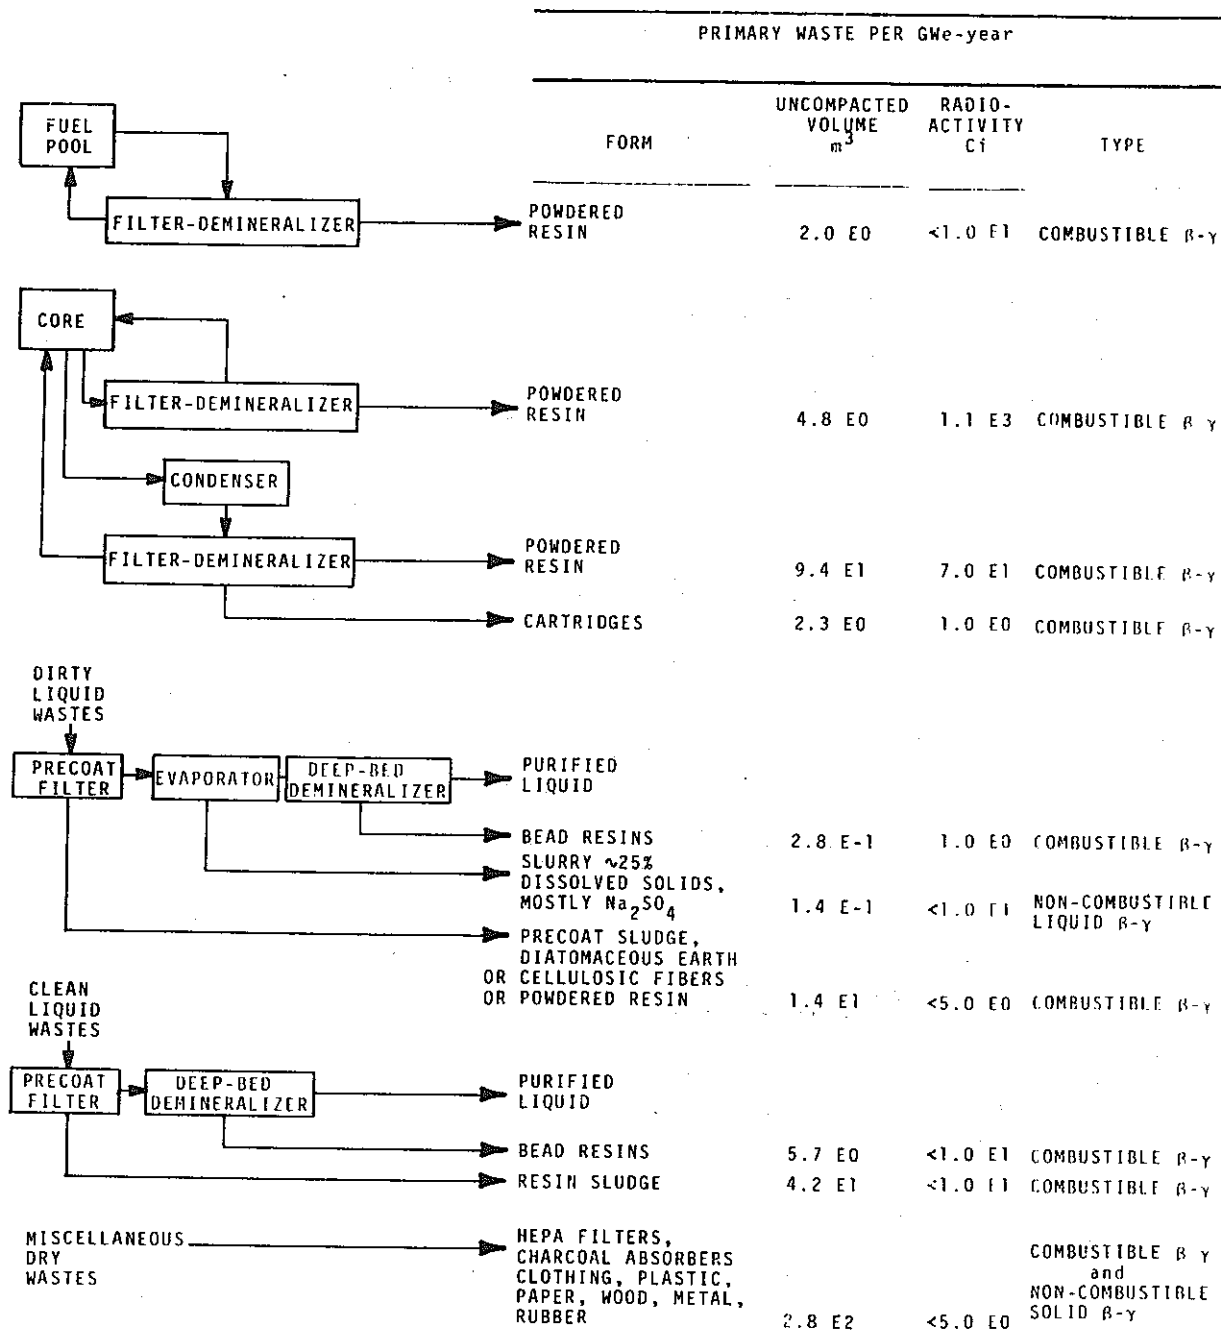 PRIMARY WASTE PER GWe-year
FORM
UNCOMPACTED
VOLUME
m³
RADIO-
ACTIVITY
Ci
TYPE
FUEL
POOL
FILTER-DEMINERALIZER
POWDERED
RESIN
2.0 E0 <1.0 E1 COMBUSTIBLE β-γ
CORE
FILTER-DEMINERALIZER
POWDERED
RESIN
4.8 E0 1.1 E3 COMBUSTIBLE β γ
CONDENSER
FILTER-DEMINERALIZER
POWDERED
RESIN
9.4 E1 7.0 E1 COMBUSTIBLE β-γ
CARTRIDGES 2.3 E0 1.0 E0 COMBUSTIBLE β-γ
DIRTY
LIQUID
WASTES
PRECOAT
FILTER
EVAPORATOR
DEEP-BED
DEMINERALIZER
PURIFIED
LIQUID
BEAD RESINS 2.8 E-1 1.0 E0 COMBUSTIBLE β-γ
SLURRY ~25%
DISSOLVED SOLIDS,
MOSTLY Na₂SO₄ 1.4 E-1 <1.0 E1
NON-COMBUSTIBLE
LIQUID β-γ
PRECOAT SLUDGE,
DIATOMACEOUS EARTH
OR CELLULOSIC FIBERS
OR POWDERED RESIN 1.4 E1 <5.0 E0 COMBUSTIBLE β-γ
CLEAN
LIQUID
WASTES
PRECOAT
FILTER
DEEP-BED
DEMINERALIZER
PURIFIED
LIQUID
BEAD RESINS 5.7 E0 <1.0 E1 COMBUSTIBLE β-γ
RESIN SLUDGE 4.2 E1 <1.0 E1 COMBUSTIBLE β-γ
MISCELLANEOUS
DRY
WASTES
HEPA FILTERS,
CHARCOAL ABSORBERS
CLOTHING, PLASTIC,
PAPER, WOOD, METAL,
RUBBER 2.8 E2 <5.0 E0
COMBUSTIBLE β γ
and
NON-COMBUSTIBLE
SOLID β-γ